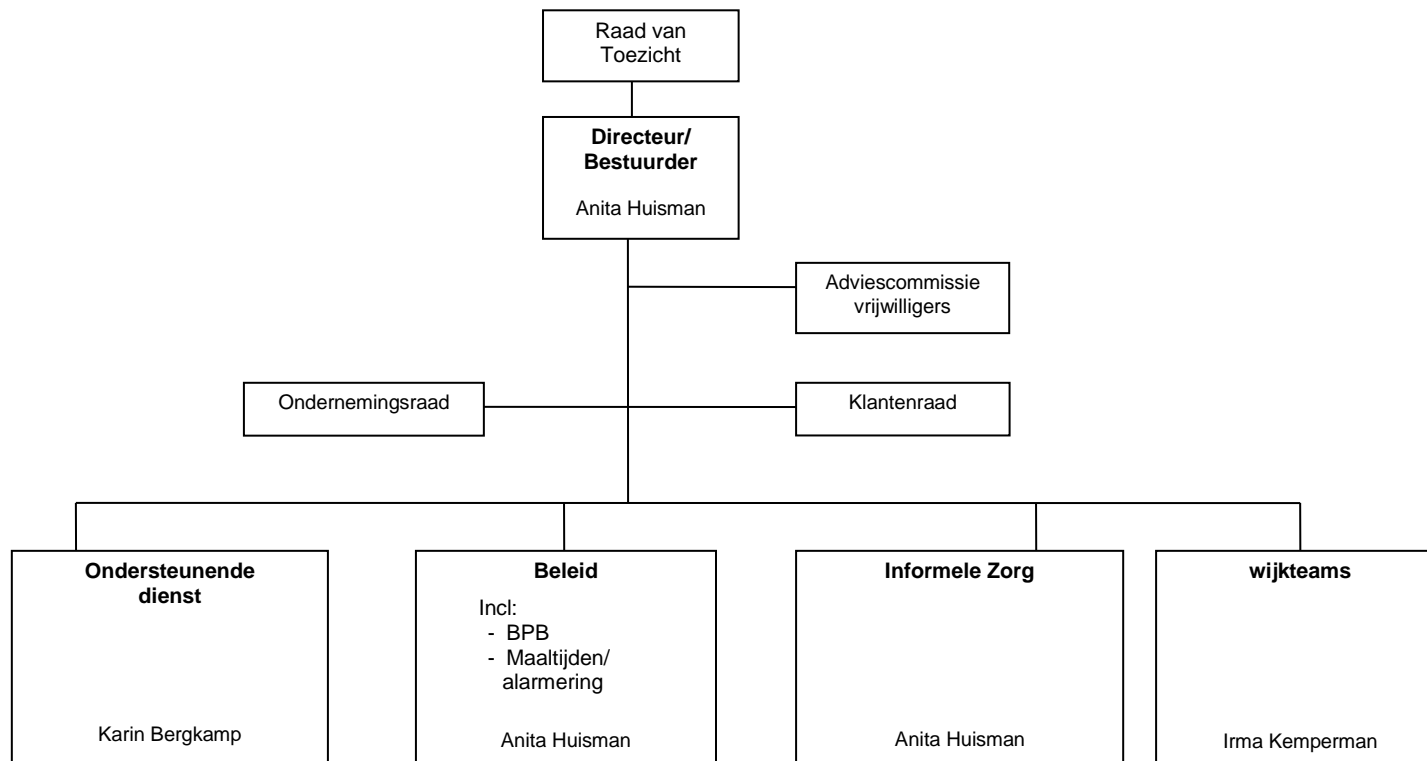 Raad van
Toezicht
Directeur/
Bestuurder
Anita Huisman
Adviescommissie
vrijwilligers
Ondernemingsraad
Klantenraad
Ondersteunende
dienst
Karin Bergkamp
Beleid
Incl:
- BPB
- Maaltijden/
alarmering
Anita Huisman
Informele Zorg
Anita Huisman
wijkteams
Irma Kemperman